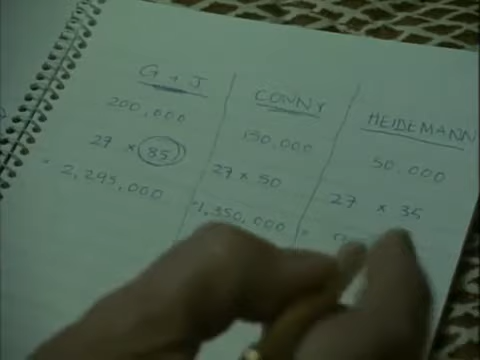 G + J
200,000
27 × 85
= 2,295,000
CONNY
150,000
27 × 50
= 1,350,000
HEIDEMANN
50.000
27 × 35
=